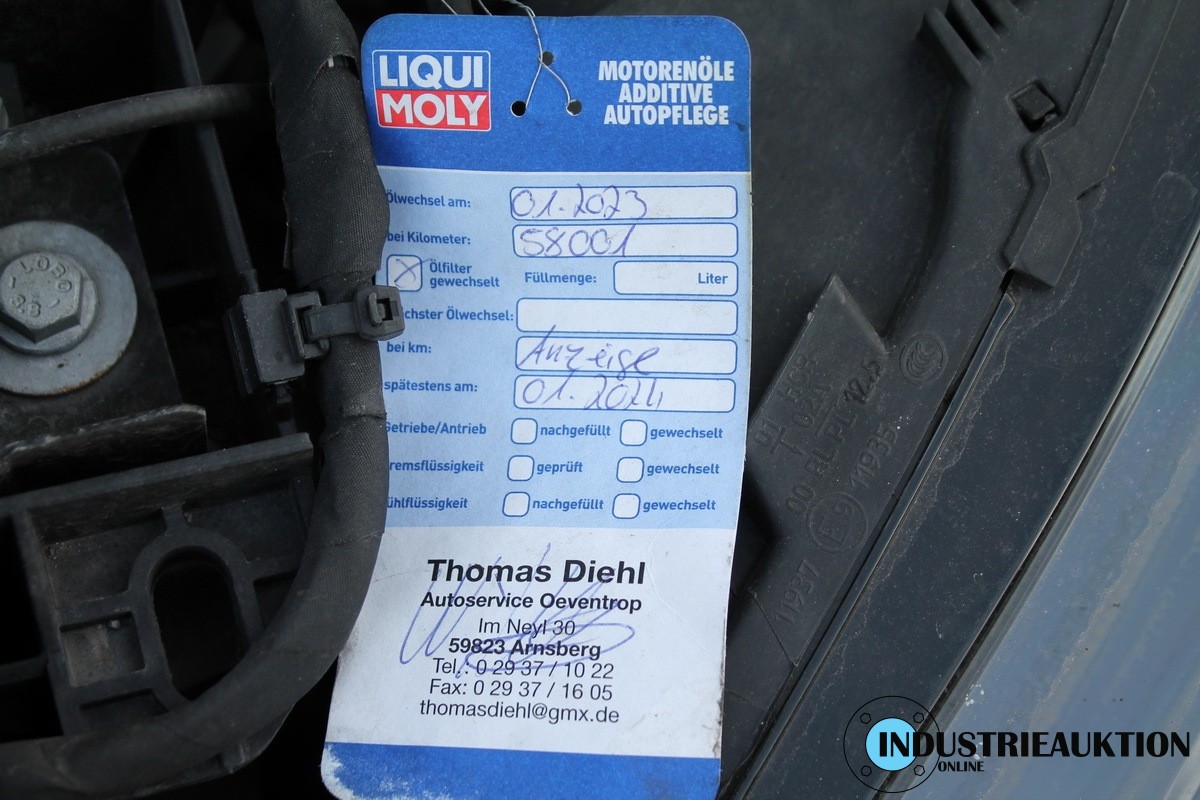 LIQUI
MOLY
MOTORENÖLE
ADDITIVE
AUTOPFLEGE
Ölwechsel am: 01.2023
bei Kilometer: 58001
Ölfilter
gewechselt
Füllmenge: Liter
chster Ölwechsel:
bei km: Anzeige
spätestens am: 01.2024
Getriebe/Antrieb nachgefüllt gewechselt
remsflüssigkeit geprüft gewechselt
ühlflüssigkeit nachgefüllt gewechselt
Thomas Diehl
Autoservice Oeventrop
Im Neyl 30
59823 Arnsberg
Tel.: 0 29 37 / 10 22
Fax: 0 29 37 / 16 05
thomasdiehl@gmx.de
LOBO
11937
11935
INDUSTRIEAUKTION
ONLINE